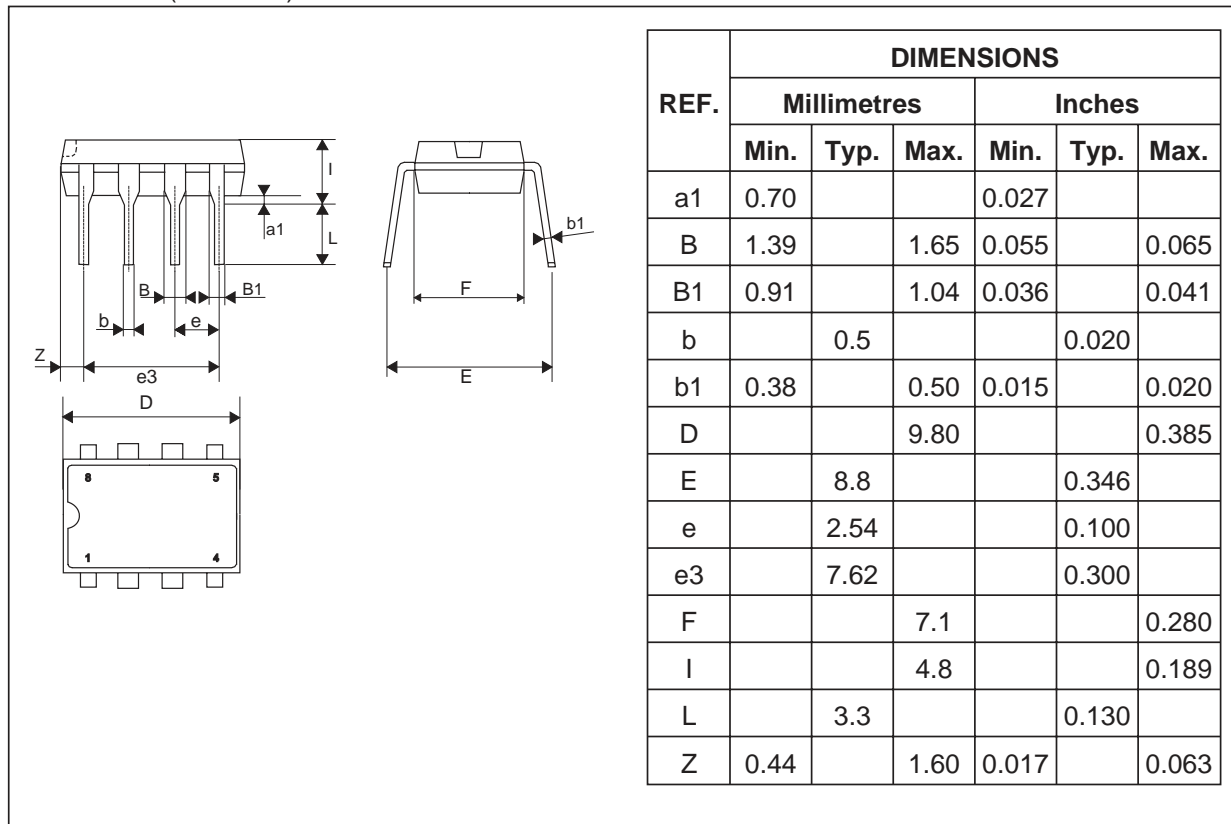 I
a1
L
b1
B
B1
F
b
e
Z
e3
E
D
8 5
1 4
REF. DIMENSIONS
Millimetres Inches
Min. Typ. Max. Min. Typ. Max.
a1 0.70 0.027
B 1.39 1.65 0.055 0.065
B1 0.91 1.04 0.036 0.041
b 0.5 0.020
b1 0.38 0.50 0.015 0.020
D 9.80 0.385
E 8.8 0.346
e 2.54 0.100
e3 7.62 0.300
F 7.1 0.280
I 4.8 0.189
L 3.3 0.130
Z 0.44 1.60 0.017 0.063